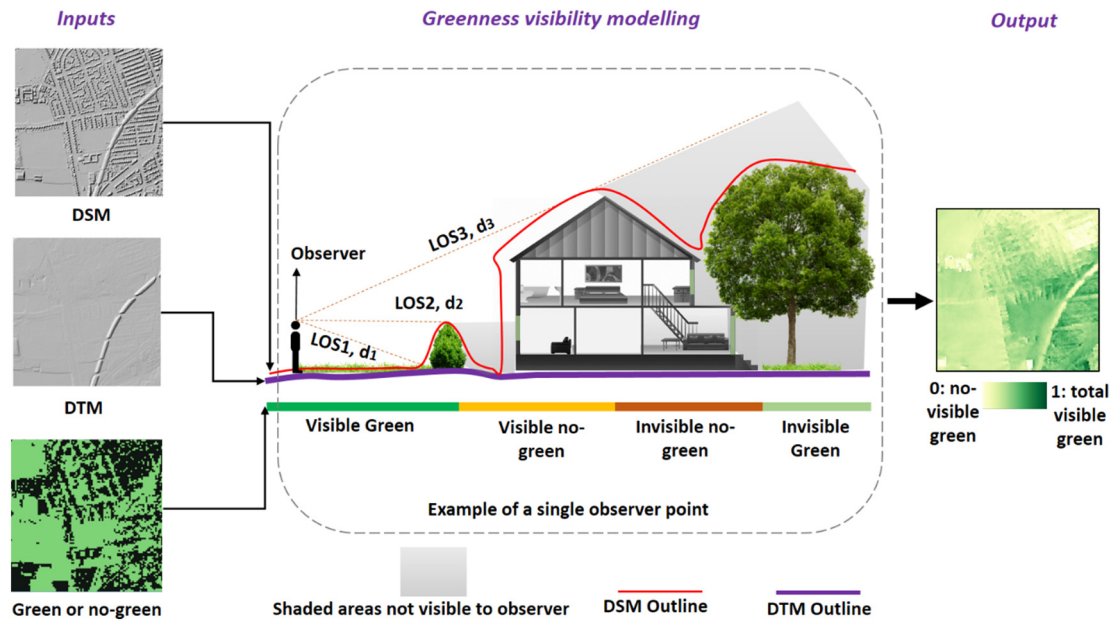 Inputs
Greenness visibility modelling
Output
DSM
DTM
Green or no-green
Observer
LOS1, d1
LOS2, d2
LOS3, d3
Visible Green
Visible no-
green
Invisible no-
green
Invisible
Green
Example of a single observer point
Shaded areas not visible to observer
DSM Outline
DTM Outline
0: no-
visible
green
1: total
visible
green